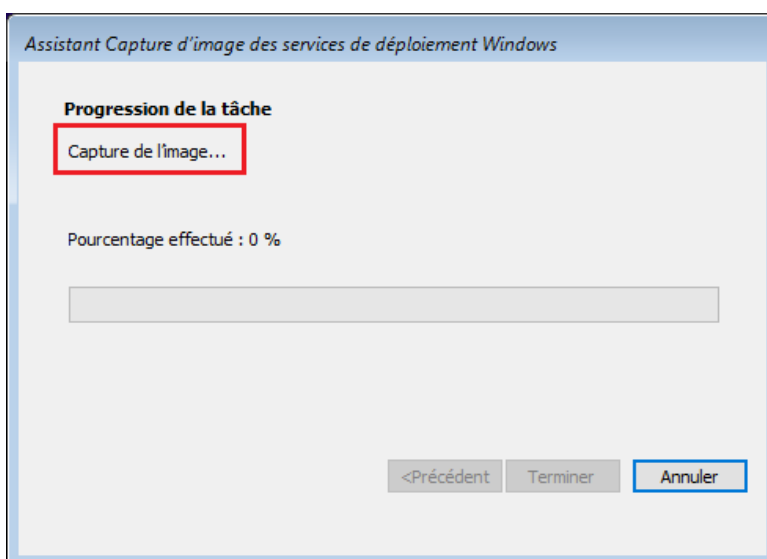 Assistant Capture d'image des services de déploiement Windows
Progression de la tâche
Capture de l'image...
Pourcentage effectué : 0 %
<Précédent
Terminer
Annuler